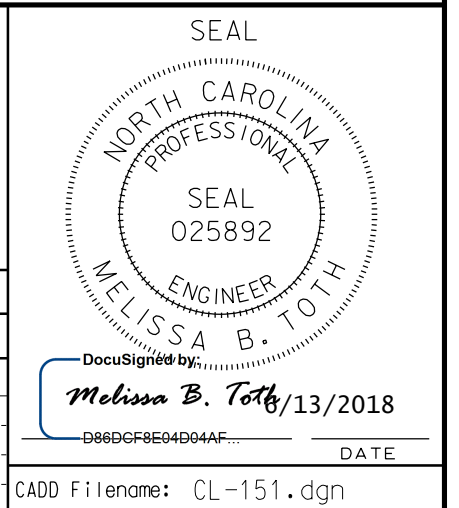 SEAL
NORTH CAROLINA
PROFESSIONAL
SEAL
025892
ENGINEER
MELISSA B. TOTH
DocuSigned by:
Melissa B. Toth
6/13/2018
D86DCF8E04D04AF...
DATE
CADD Filename: CL-151.dgn